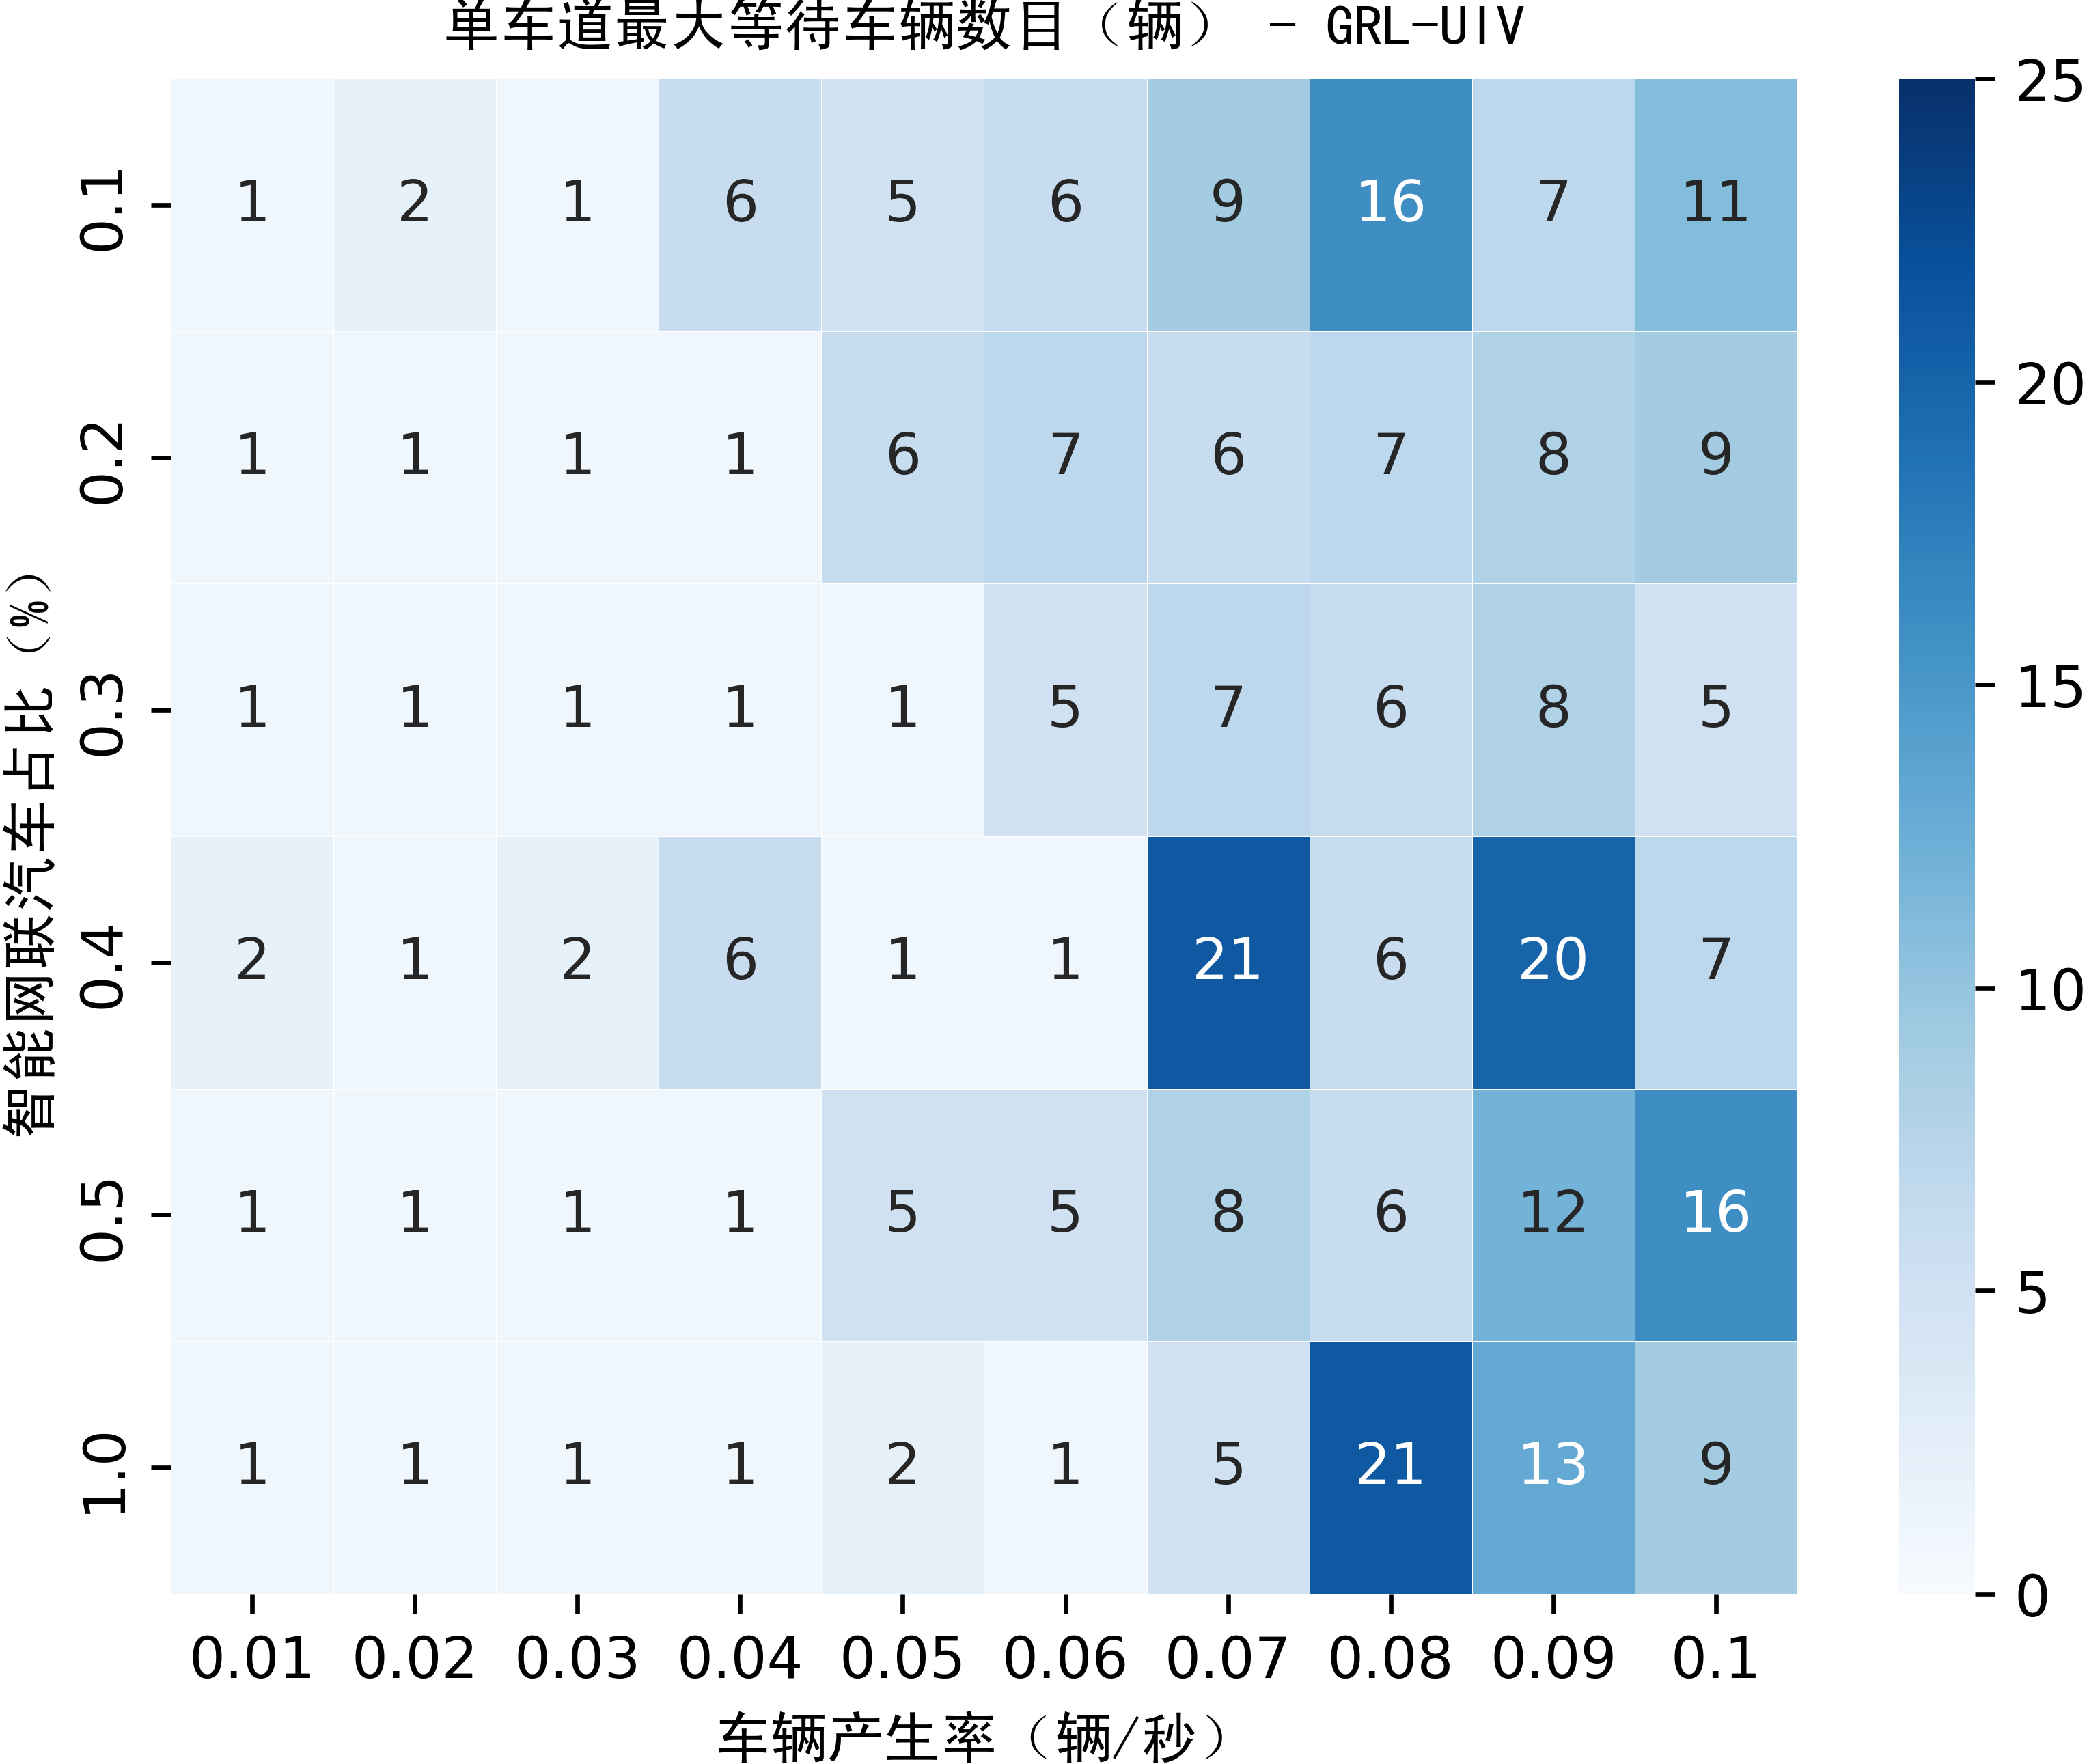 单车道最大等待车辆数目（辆） - GRL-UIV
25
0.1 1 2 1 6 5 6 9 16 7 11
20
0.2 1 1 1 1 6 7 6 7 8 9
智能网联汽车占比（%）
0.3 1 1 1 1 1 5 7 6 8 5
15
0.4 2 1 2 6 1 1 21 6 20 7
10
0.5 1 1 1 1 5 5 8 6 12 16
5
1.0 1 1 1 1 2 1 5 21 13 9
0
0.01 0.02 0.03 0.04 0.05 0.06 0.07 0.08 0.09 0.1
车辆产生率（辆/秒）